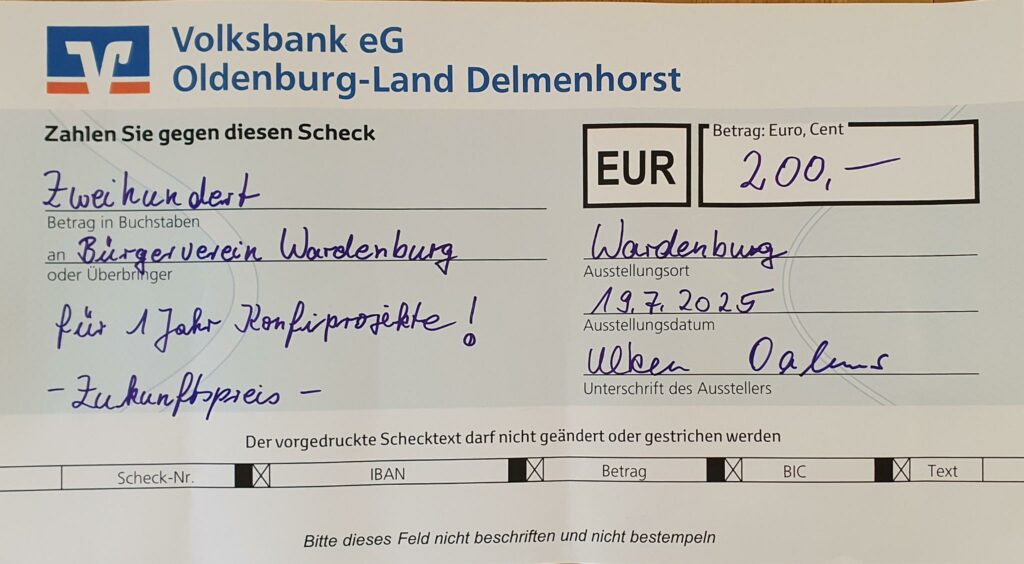 Volksbank eG
Oldenburg-Land Delmenhorst
Zahlen Sie gegen diesen Scheck
EUR
Betrag: Euro, Cent
200,—
Zweihundert
Betrag in Buchstaben
an Bürgerverein Wardenburg
oder Überbringer
für 1 Jahr Konfiprojekte!
- Zukunftspreis -
Wardenburg
Ausstellungsort
19.7.2025
Ausstellungsdatum
Unterschrift des Ausstellers
Der vorgedruckte Schecktext darf nicht geändert oder gestrichen werden
Scheck-Nr. IBAN Betrag BIC Text
Bitte dieses Feld nicht beschriften und nicht bestempeln